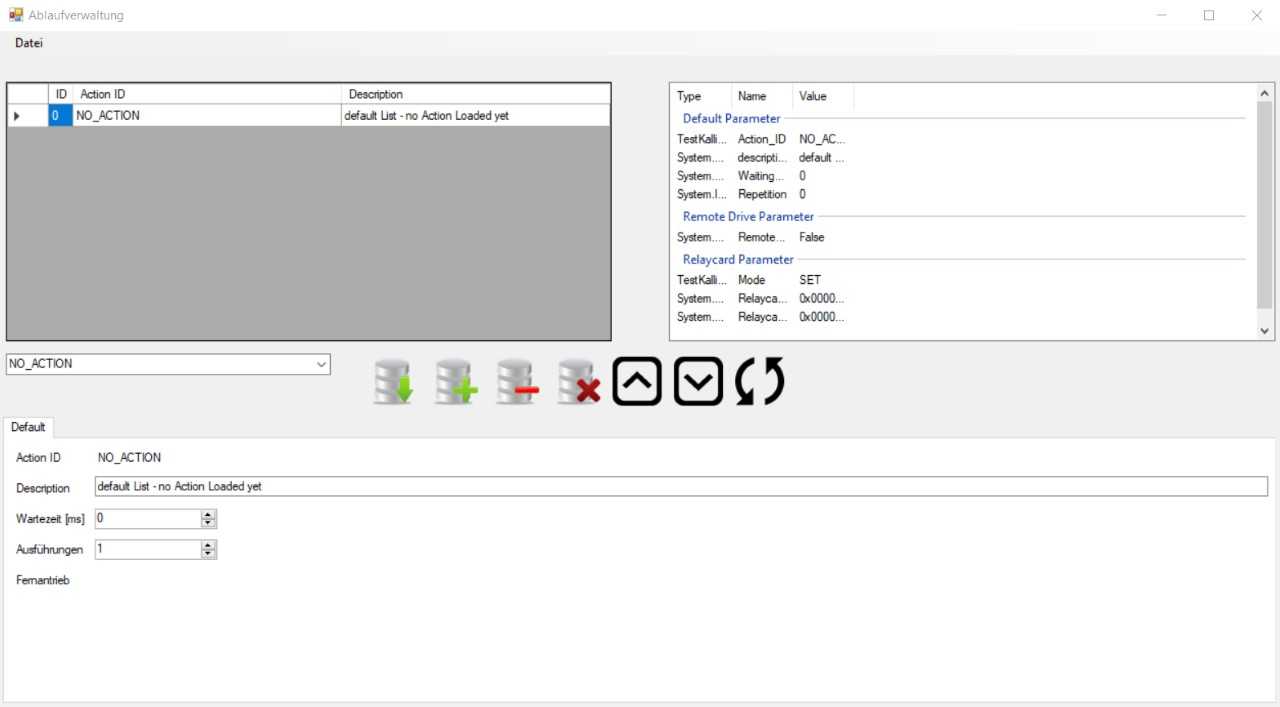 Ablaufverwaltung
Datei
ID Action ID Description
0 NO_ACTION default List - no Action Loaded yet
Type Name Value
Default Parameter
TestKalli... Action_ID NO_AC...
System.... descripti... default ...
System.... Waiting... 0
System.I... Repetition 0
Remote Drive Parameter
System.... Remote... False
Relaycard Parameter
TestKalli... Mode SET
System.... Relayca... 0x0000...
System.... Relayca... 0x0000...
NO_ACTION
Default
Action ID NO_ACTION
Description default List - no Action Loaded yet
Wartezeit [ms] 0
Ausführungen 1
Fernantrieb